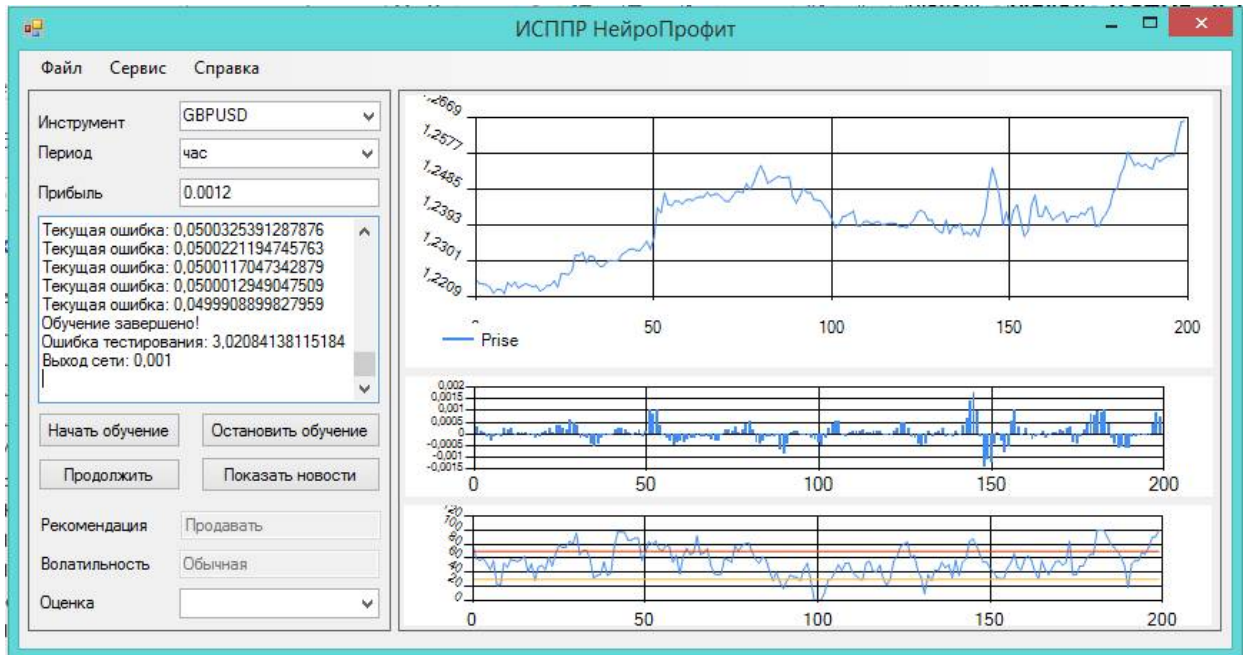 ИСППР НейроПрофит
Файл Сервис Справка
Инструмент GBPUSD
Период час
Прибыль 0.0012
Текущая ошибка: 0,0500325391287876
Текущая ошибка: 0,0500221194745763
Текущая ошибка: 0,0500117047342879
Текущая ошибка: 0,0500012949047509
Текущая ошибка: 0,0499908899827959
Обучение завершено!
Ошибка тестирования: 3,02084138115184
Выход сети: 0,001
Начать обучение Остановить обучение
Продолжить Показать новости
Рекомендация Продавать
Волатильность Обычная
Оценка
1,2577
1,2485
1,2393
1,2301
1,2209
50 100 150 200
Prise
0,002
0,0015
0,001
0,0005
0
-0,0005
-0,001
-0,0015
0 50 100 150 200
100
80
60
40
20
0
0 50 100 150 200